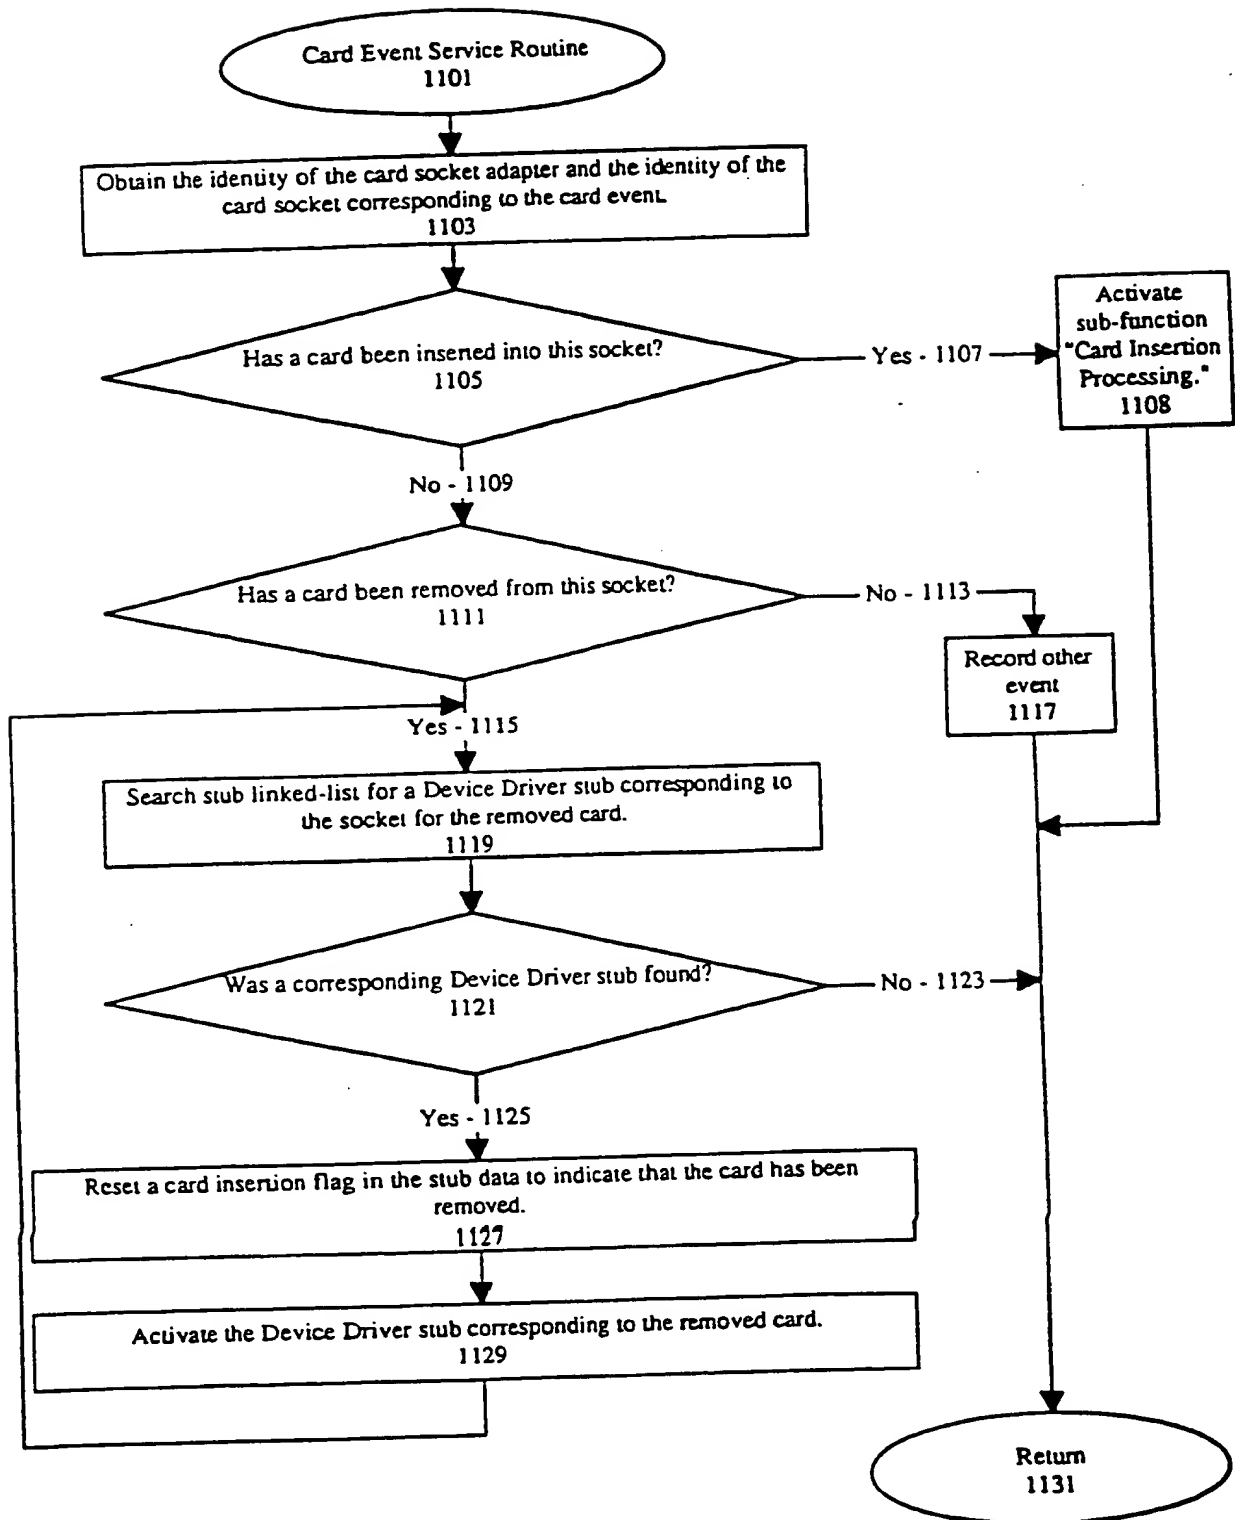 Card Event Service Routine
1101
Obtain the identity of the card socket adapter and the identity of the
card socket corresponding to the card event.
1103
Has a card been inserted into this socket?
1105
Yes - 1107
Activate
sub-function
"Card Insertion
Processing."
1108
No - 1109
Has a card been removed from this socket?
1111
No - 1113
Record other
event
1117
Yes - 1115
Search stub linked-list for a Device Driver stub corresponding to
the socket for the removed card.
1119
Was a corresponding Device Driver stub found?
1121
No - 1123
Yes - 1125
Reset a card insertion flag in the stub data to indicate that the card has been
removed.
1127
Activate the Device Driver stub corresponding to the removed card.
1129
Return
1131